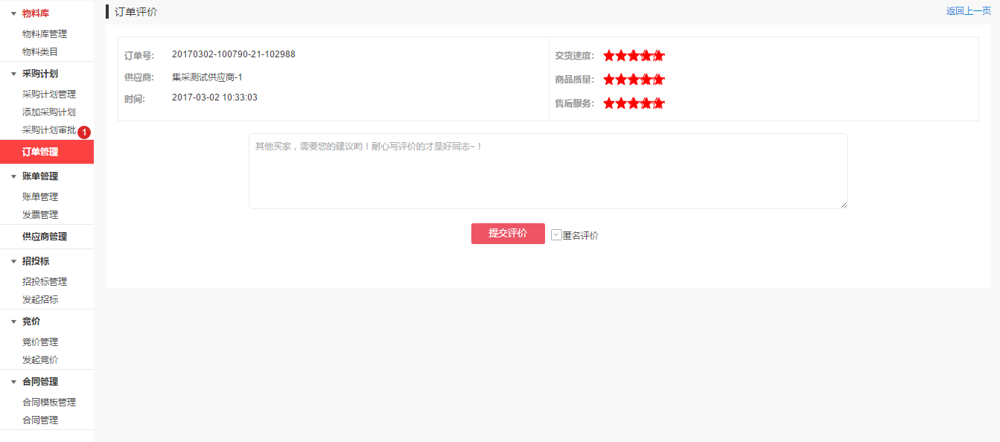 物料库
物料库管理
物料类目
采购计划
采购计划管理
添加采购计划
采购计划审批
1
订单管理
账单管理
账单管理
发票管理
供应商管理
招投标
招投标管理
发起招标
竞价
竞价管理
发起竞价
合同管理
合同模板管理
合同管理
订单评价
返回上一页
订单号: 20170302-100790-21-102988
供应商: 集采测试供应商-1
时间: 2017-03-02 10:33:03
交货速度:
商品质量:
售后服务:
其他买家，需要您的建议哟！耐心写评价的才是好同志~！
提交评价
匿名评价